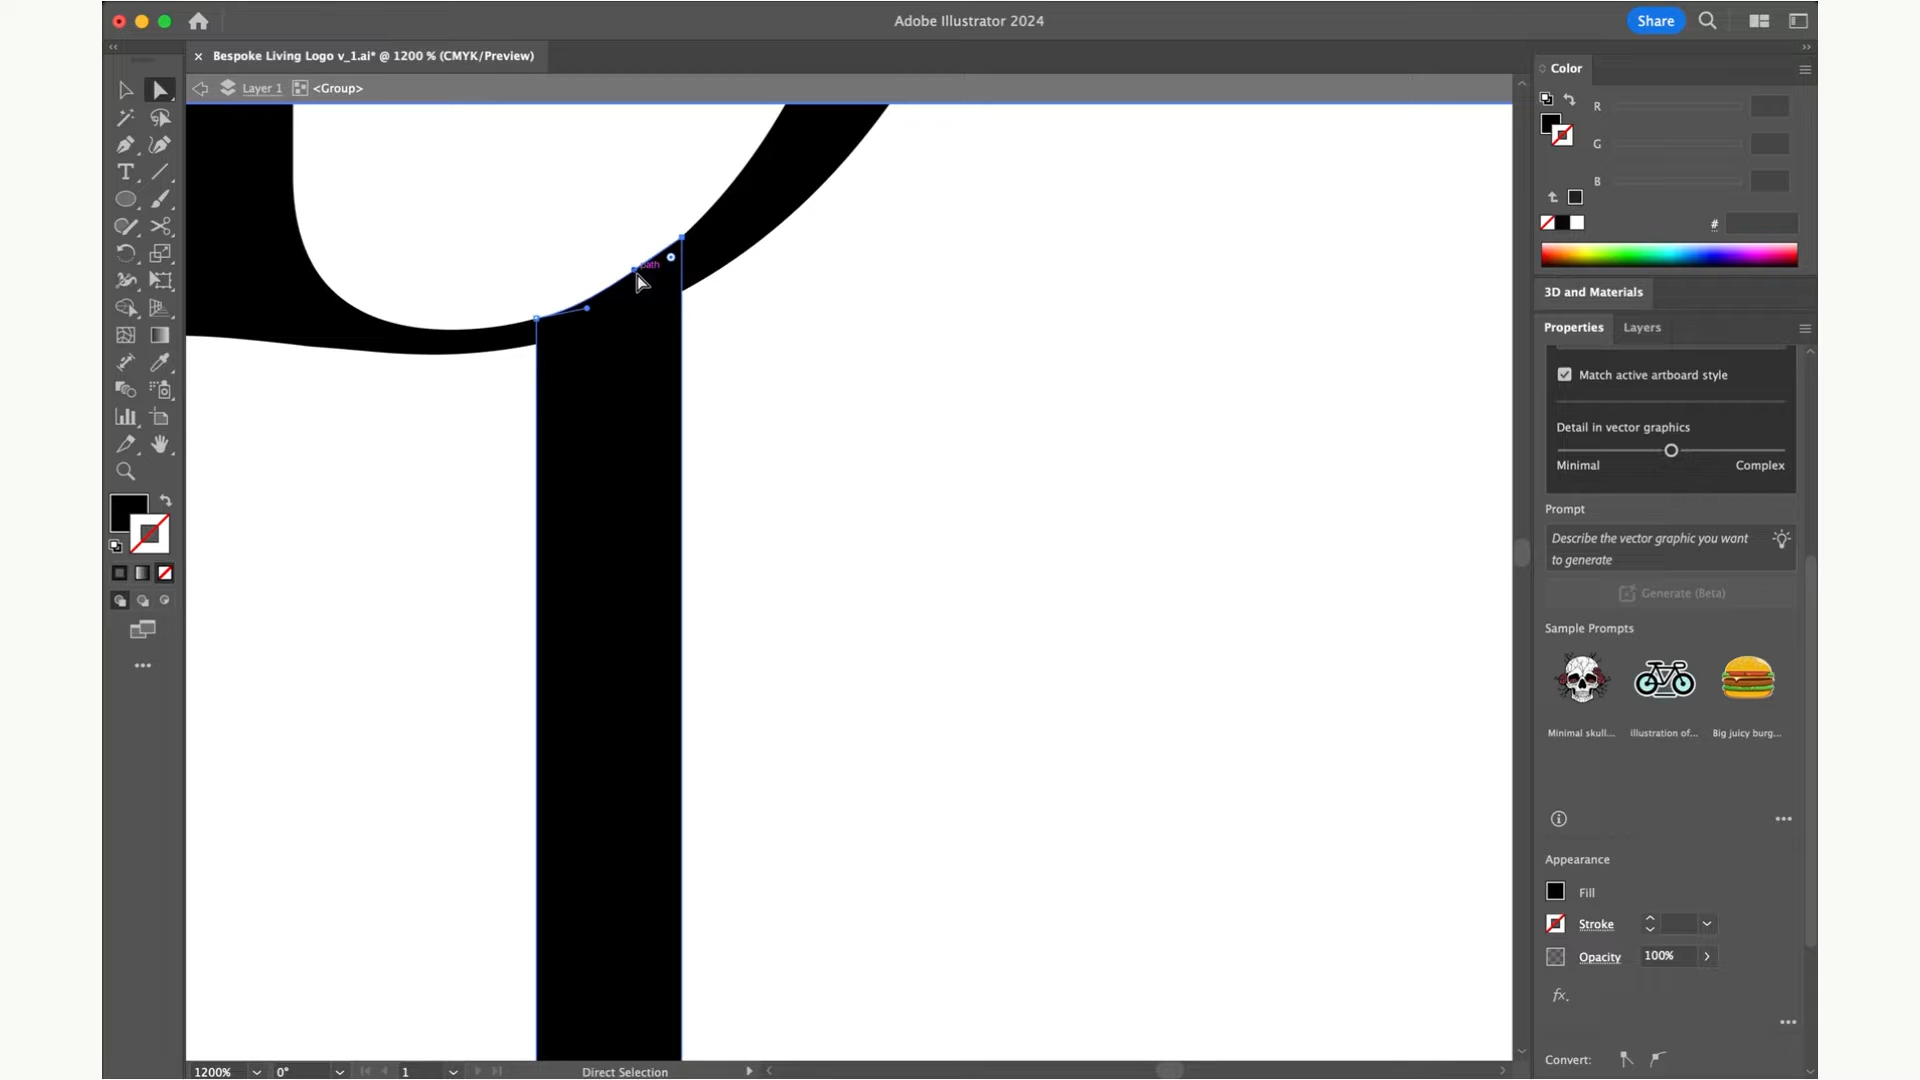 Adobe Illustrator 2024
Share
× Bespoke Living Logo v_1.ai* @ 1200 % (CMYK/Preview)
Layer 1 <Group>
Color
R
G
B
#
3D and Materials
Properties Layers
Match active artboard style
Detail in vector graphics
Minimal Complex
Prompt
Describe the vector graphic you want
to generate
Generate (Beta)
Sample Prompts
Minimal skull... illustration of... Big juicy burg...
Appearance
Fill
Stroke
Opacity 100%
fx.
Convert:
path
1200% 0° 1 Direct Selection